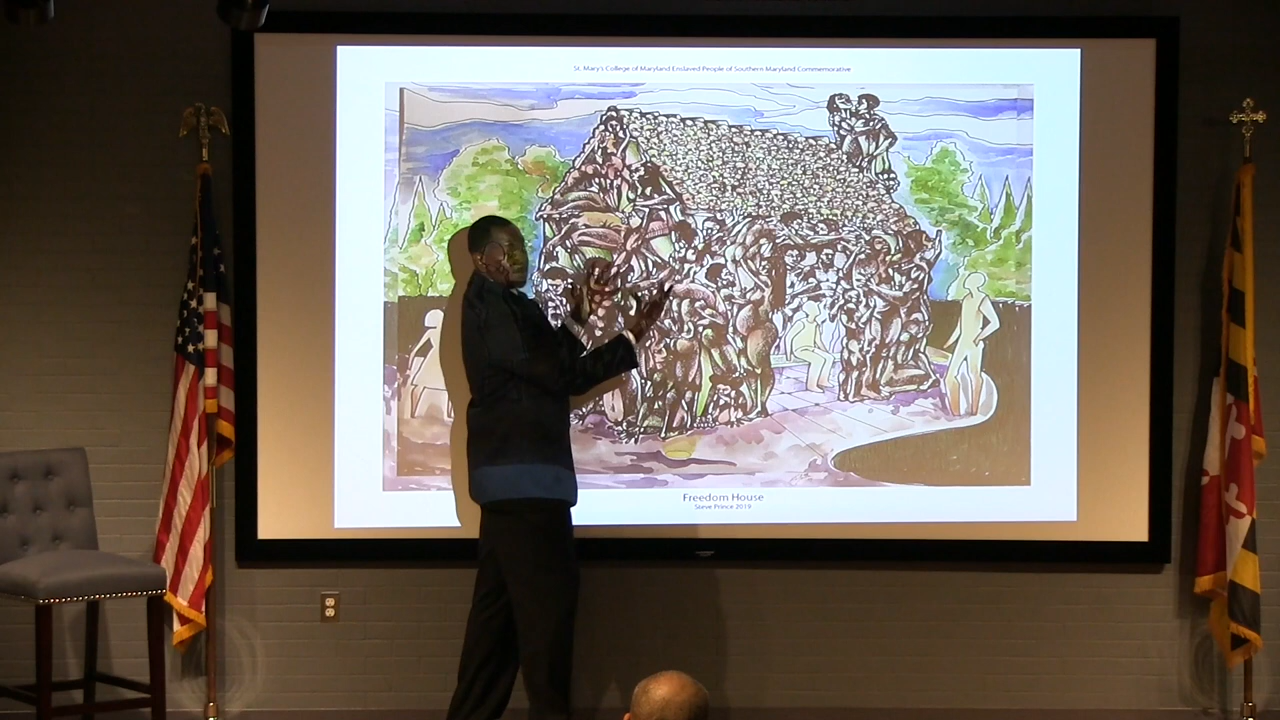 St. Mary's College of Maryland Enslaved People of Southern Maryland Commemorative
Freedom House
Steve Prince 2019